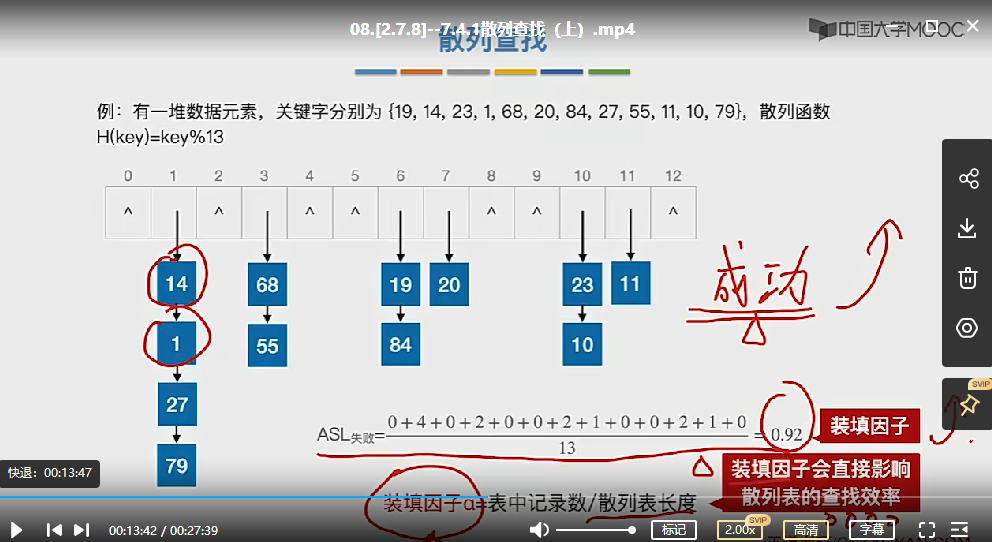 08.[2.7.8]--7.4.1散列查找（上）.mp4
中国大学MOOC
散列查找
例：有一堆数据元素，关键字分别为 {19, 14, 23, 1, 68, 20, 84, 27, 55, 11, 10, 79}，散列函数
H(key)=key%13
0 1 2 3 4 5 6 7 8 9 10 11 12
^ ^ ^ ^ ^ ^ ^
14 68 19 20 23 11
成功
1 55 84 10
27
79
ASL失败=0+4+0+2+0+0+2+1+0+0+2+1+0/13=0.92
装填因子
装填因子会直接影响
散列表的查找效率
装填因子α=表中记录数/散列表长度
SVIP
快退：00:13:47
00:13:42 / 00:27:39
标记
2.00x
SVIP
高清
字幕